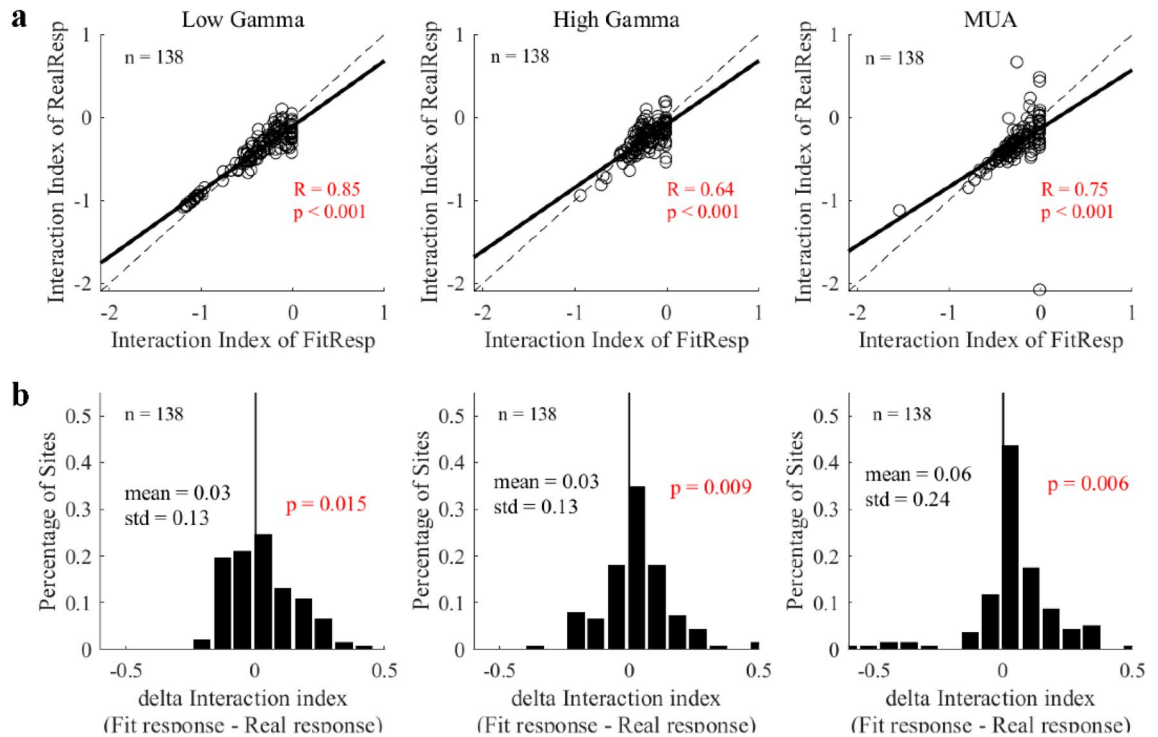 a
Low Gamma
High Gamma
MUA
Interaction Index of RealResp
1
0
-1
-2
n = 138
R = 0.85
p < 0.001
-2
-1
0
1
Interaction Index of FitResp
Interaction Index of RealResp
1
0
-1
-2
n = 138
R = 0.64
p < 0.001
-2
-1
0
1
Interaction Index of FitResp
Interaction Index of RealResp
1
0
-1
-2
n = 138
R = 0.75
p < 0.001
-2
-1
0
1
Interaction Index of FitResp
b
Percentage of Sites
0.5
0.4
0.3
0.2
0.1
0
n = 138
mean = 0.03
std = 0.13
p = 0.015
-0.5
0
0.5
delta Interaction index
(Fit response - Real response)
Percentage of Sites
0.5
0.4
0.3
0.2
0.1
0
n = 138
mean = 0.03
std = 0.13
p = 0.009
-0.5
0
0.5
delta Interaction index
(Fit response - Real response)
Percentage of Sites
0.5
0.4
0.3
0.2
0.1
0
n = 138
mean = 0.06
std = 0.24
p = 0.006
-0.5
0
0.5
delta Interaction index
(Fit response - Real response)